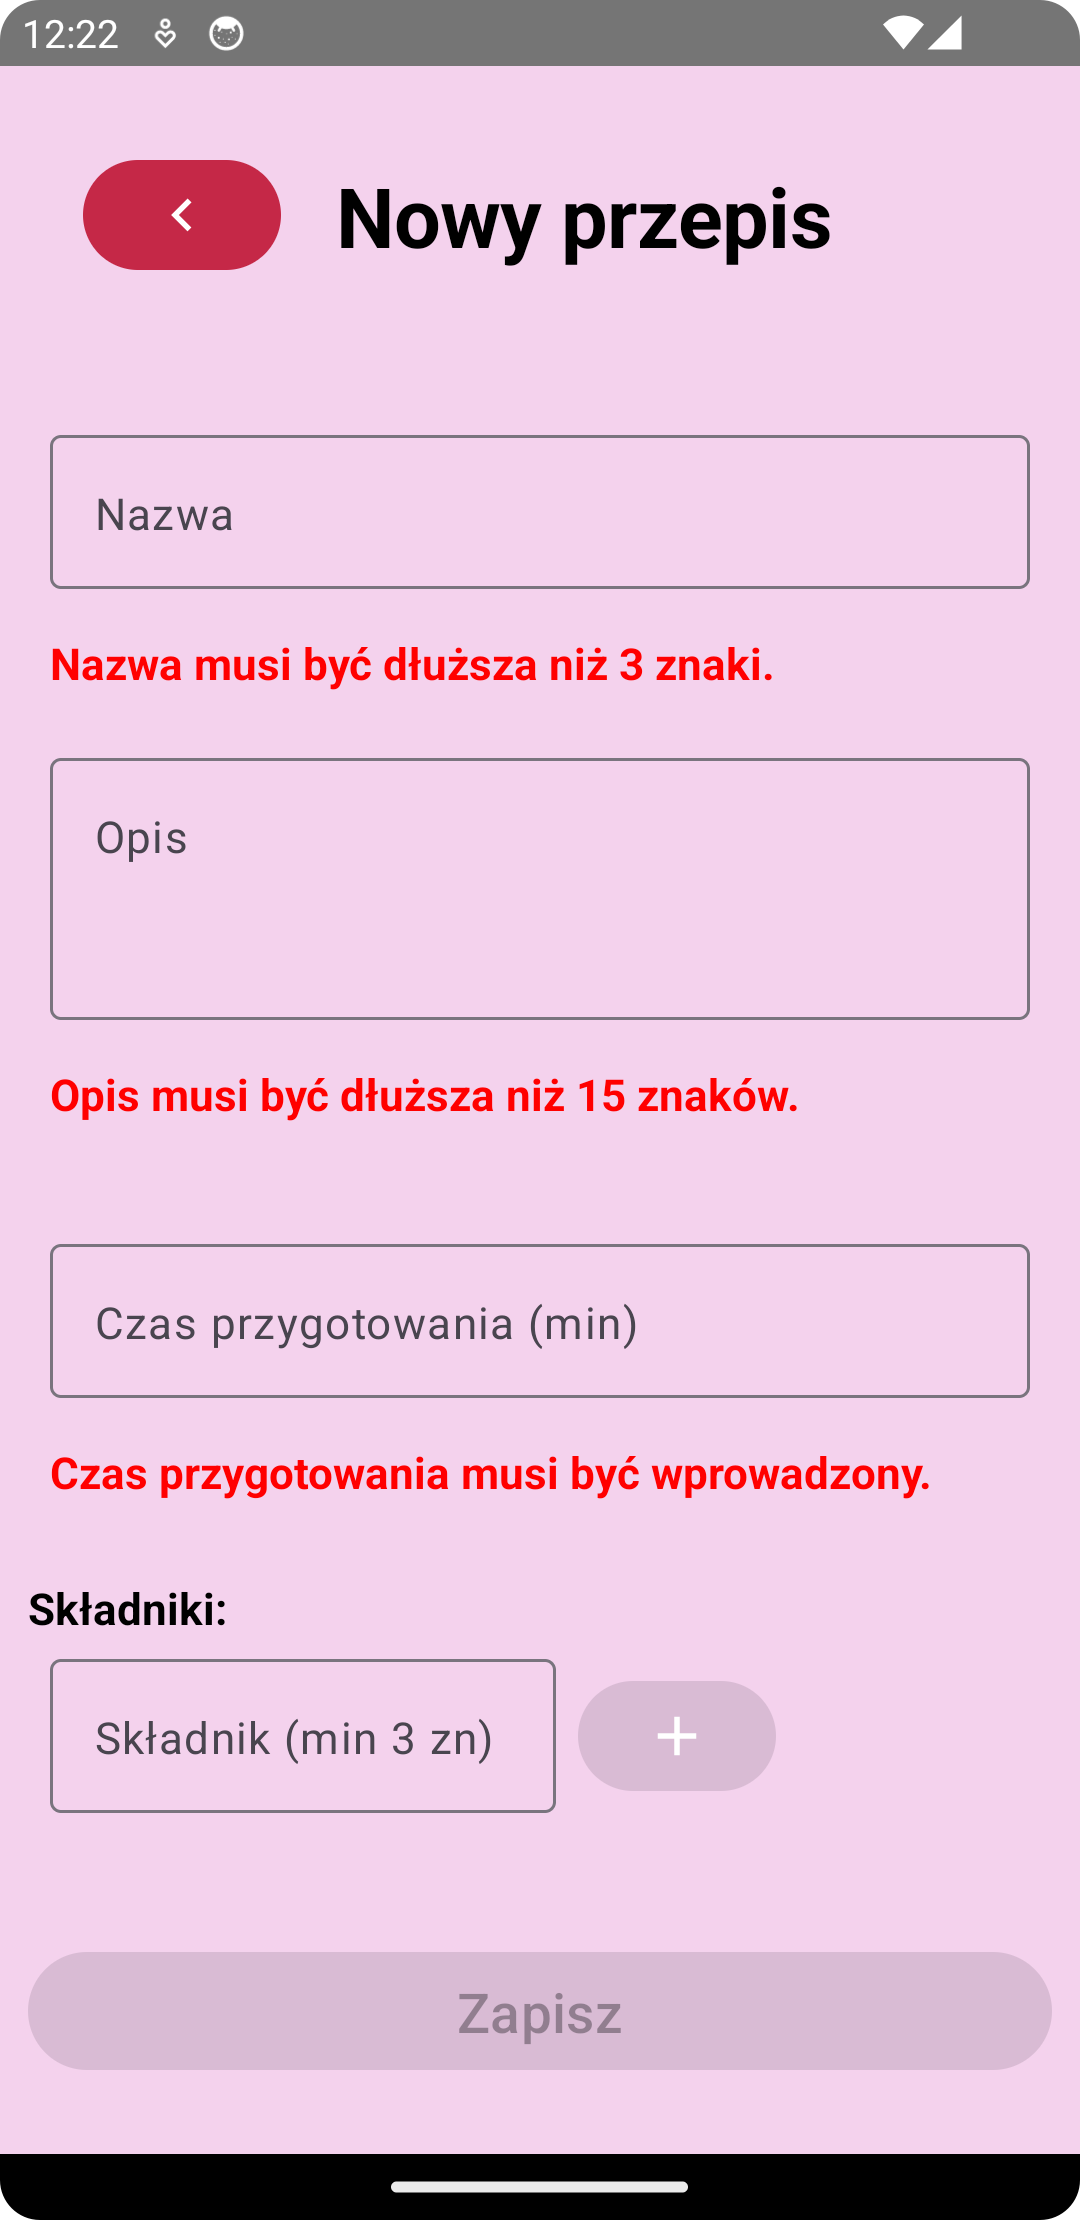 12:22
Nowy przepis
Nazwa
Nazwa musi być dłuższa niż 3 znaki.
Opis
Opis musi być dłuższa niż 15 znaków.
Czas przygotowania (min)
Czas przygotowania musi być wprowadzony.
Składniki:
Składnik (min 3 zn)
Zapisz